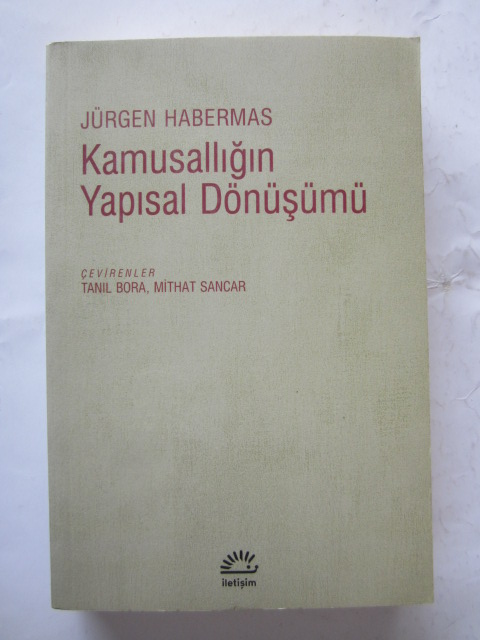 JÜRGEN HABERMAS
Kamusallığın
Yapısal Dönüşümü
ÇEVİRENLER
TANIL BORA, MİTHAT SANCAR
iletişim